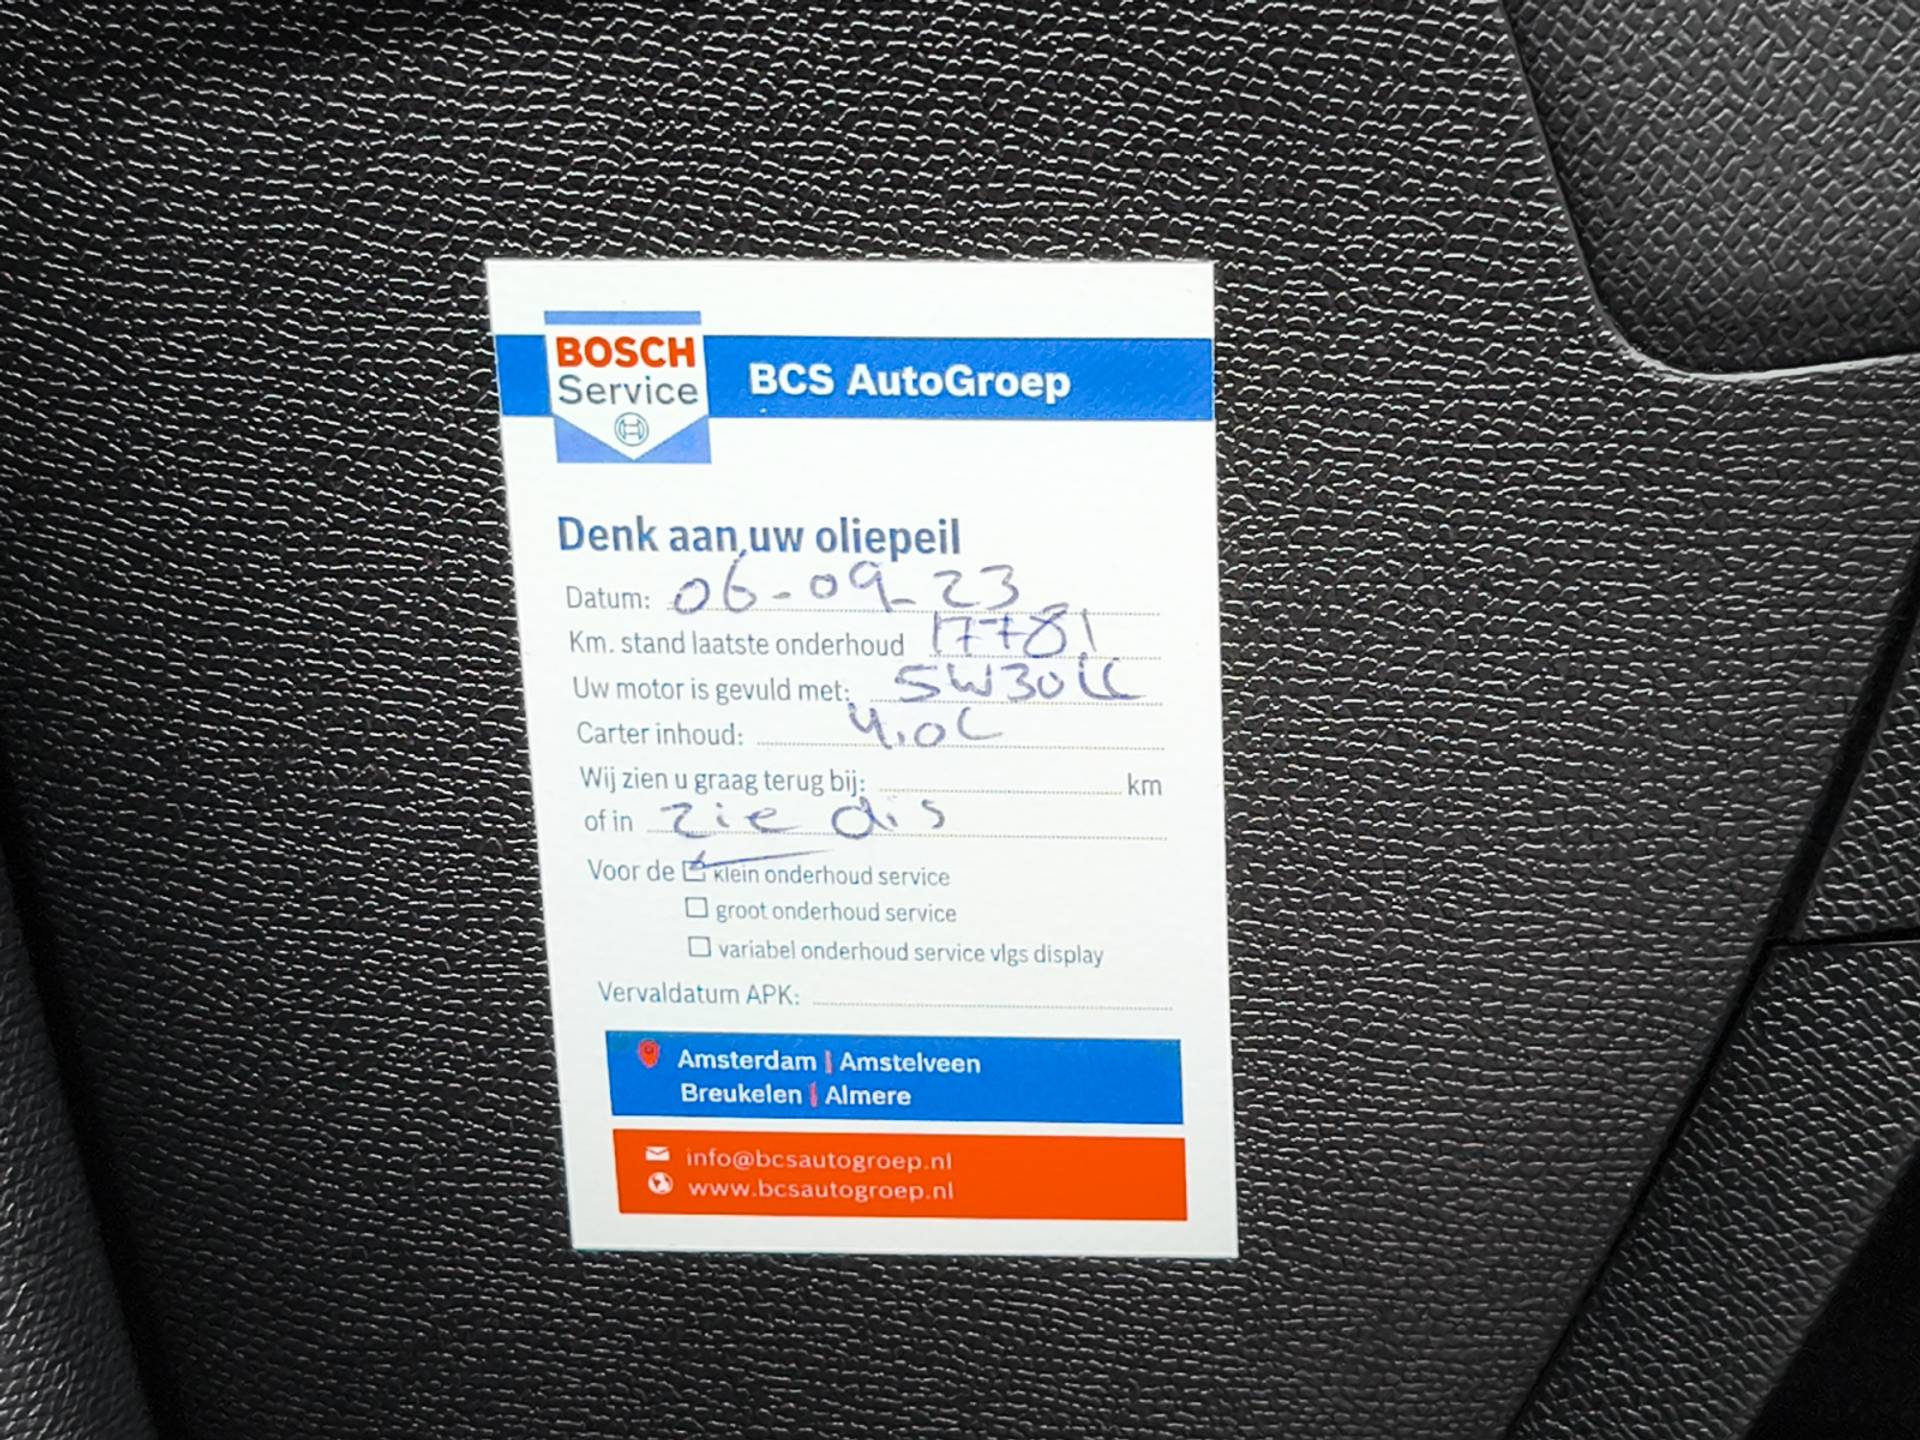 BOSCH
Service
BCS AutoGroep
Denk aan uw oliepeil
Datum: 06-09-23
Km. stand laatste onderhoud 17781
Uw motor is gevuld met: 5W30LL
Carter inhoud: 4.0L
Wij zien u graag terug bij: km
of in zie dis
Voor de klein onderhoud service
groot onderhoud service
variabel onderhoud service vlgs display
Vervaldatum APK:
Amsterdam | Amstelveen
Breukelen | Almere
info@bcsautogroep.nl
www.bcsautogroep.nl